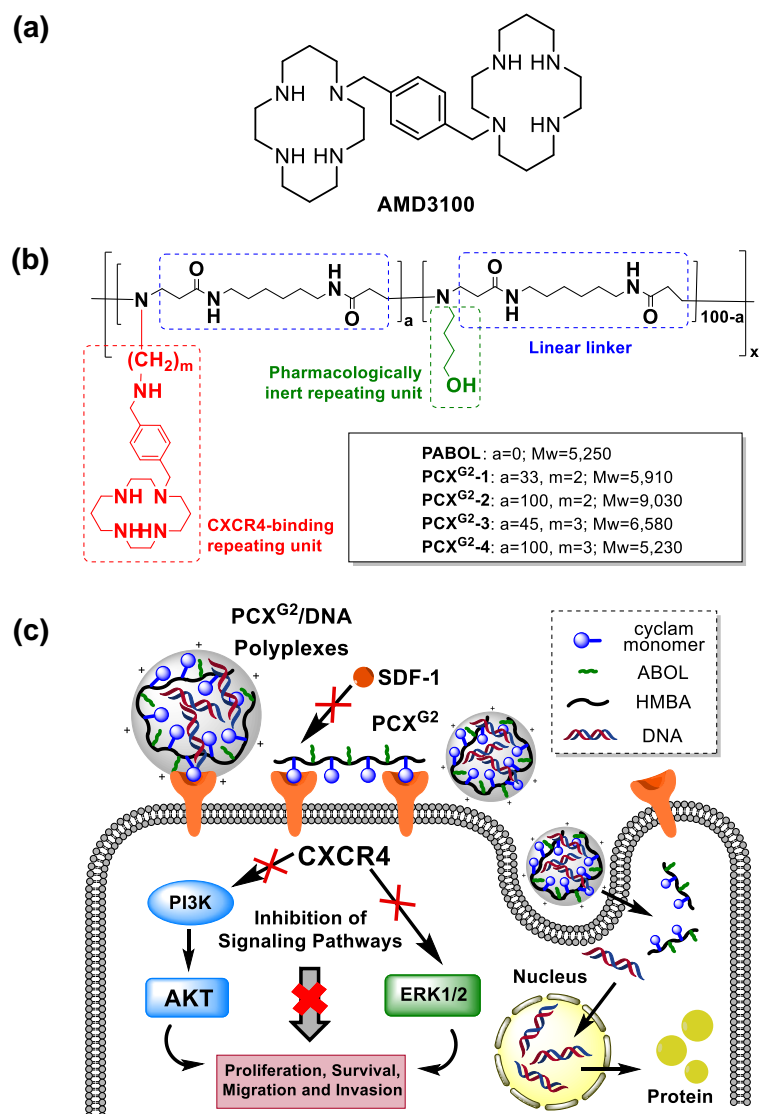 (a)
NH
N
NH
HN
NH
HN
N
HN
AMD3100
(b)
N
O
N
H
H
N
O
a
N
O
N
H
H
N
O
100-a
x
(CH2)m
NH
NH
N
NH
HN
OH
Pharmacologically
inert repeating unit
Linear linker
CXCR4-binding
repeating unit
PABOL: a=0; Mw=5,250
PCXG2-1: a=33, m=2; Mw=5,910
PCXG2-2: a=100, m=2; Mw=9,030
PCXG2-3: a=45, m=3; Mw=6,580
PCXG2-4: a=100, m=3; Mw=5,230
(c)
PCXG2/DNA
Polyplexes
SDF-1
PCXG2
cyclam
monomer
ABOL
HMBA
DNA
CXCR4
PI3K
Inhibition of
Signaling Pathways
AKT
ERK1/2
Proliferation, Survival,
Migration and Invasion
Nucleus
Protein